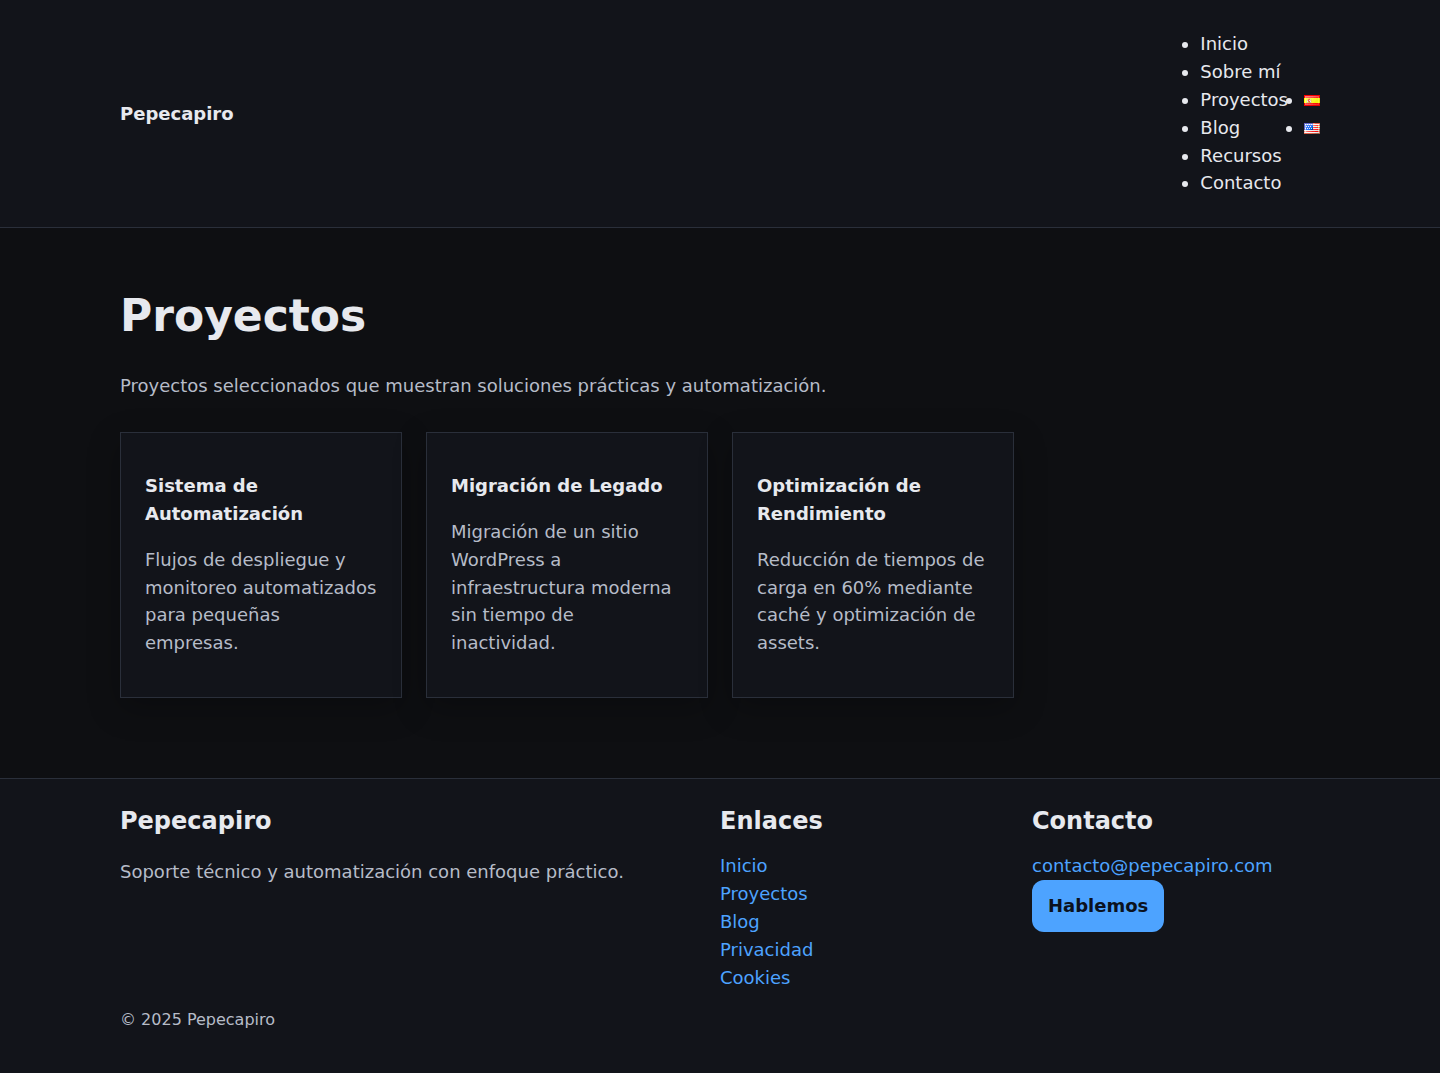 Pepecapiro
Inicio
Sobre mí
Proyectos
Blog
Recursos
Contacto
Proyectos
Proyectos seleccionados que muestran soluciones prácticas y automatización.
Sistema de
Automatización
Flujos de despliegue y
monitoreo automatizados
para pequeñas
empresas.
Migración de Legado
Migración de un sitio
WordPress a
infraestructura moderna
sin tiempo de
inactividad.
Optimización de
Rendimiento
Reducción de tiempos de
carga en 60% mediante
caché y optimización de
assets.
Pepecapiro
Soporte técnico y automatización con enfoque práctico.
Enlaces
Inicio
Proyectos
Blog
Privacidad
Cookies
Contacto
contacto@pepecapiro.com
Hablemos
© 2025 Pepecapiro